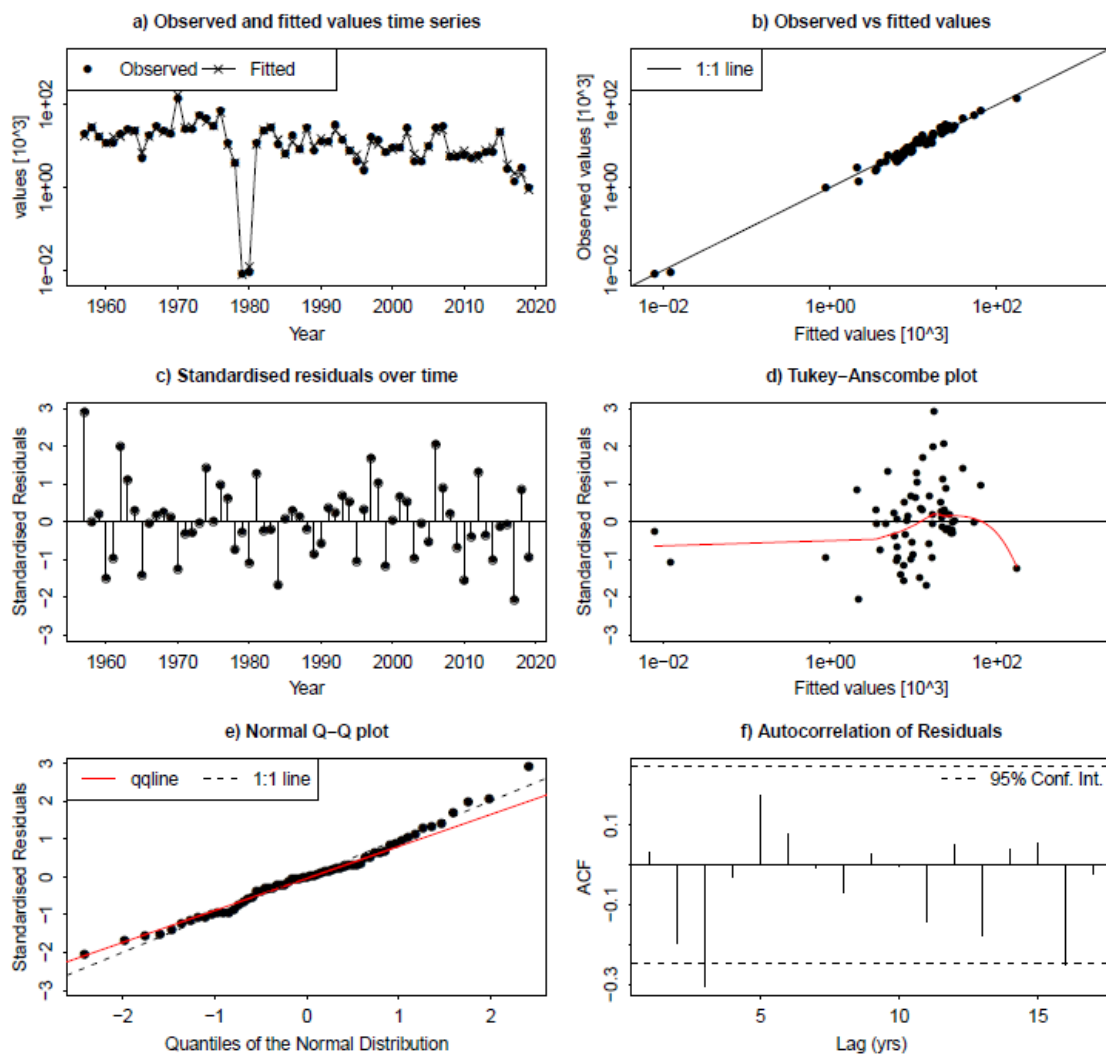 a) Observed and fitted values time series
Observed Fitted
values [10^3]
1e+02
1e+00
1e-02
1960 1970 1980 1990 2000 2010 2020
Year
b) Observed vs fitted values
1:1 line
Observed values [10^3]
1e+02
1e+00
1e-02
1e-02 1e+00 1e+02
Fitted values [10^3]
c) Standardised residuals over time
Standardised Residuals
3
2
1
0
-1
-2
-3
1960 1970 1980 1990 2000 2010 2020
Year
d) Tukey-Anscombe plot
Standardised Residuals
3
2
1
0
-1
-2
-3
1e-02 1e+00 1e+02
Fitted values [10^3]
e) Normal Q-Q plot
qqline 1:1 line
Standardised Residuals
3
2
1
0
-1
-2
-3
-2 -1 0 1 2
Quantiles of the Normal Distribution
f) Autocorrelation of Residuals
95% Conf. Int.
ACF
0.1
-0.1
-0.3
5 10 15
Lag (yrs)